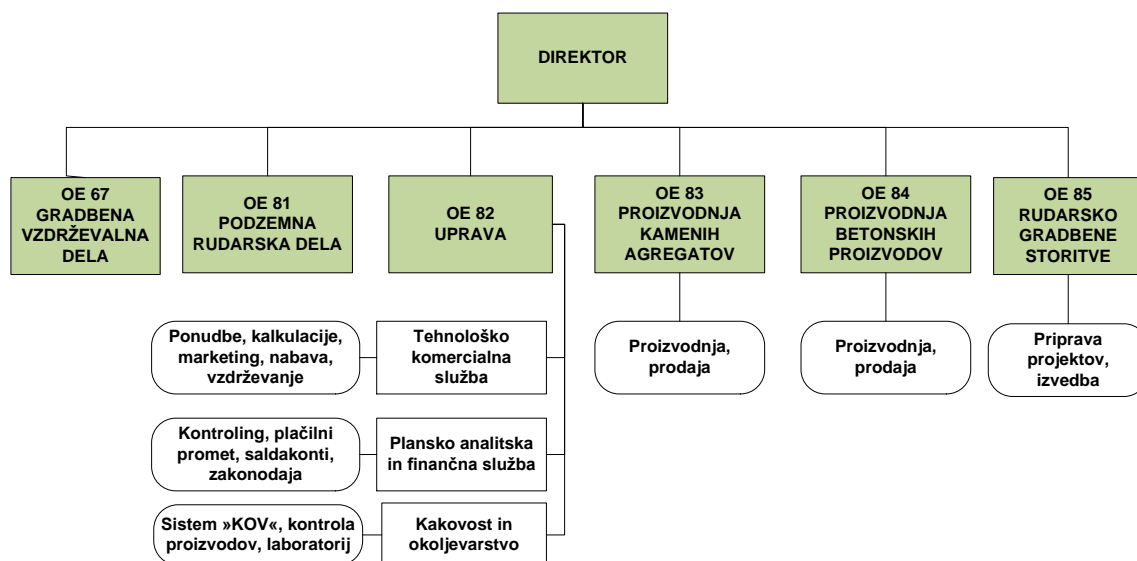 DIREKTOR
OE 67
GRADBENA
VZDRŽEVALNA
DELA
OE 81
PODZEMNA
RUDARSKA DELA
OE 82
UPRAVA
OE 83
PROIZVODNJA
KAMENIH
AGREGATOV
OE 84
PROIZVODNJA
BETONSKIH
PROIZVODOV
OE 85
RUDARSKO
GRADBENE
STORITVE
Ponudbe, kalkulacije,
marketing, nabava,
vzdrževanje
Tehnološko
komercialna
služba
Proizvodnja,
prodaja
Proizvodnja,
prodaja
Priprava
projektov,
izvedba
Kontroling, plačilni
promet, saldakonti,
zakonodaja
Plansko analitska
in finančna služba
Sistem »KOV«, kontrola
proizvodov, laboratorij
Kakovost in
okoljevarstvo